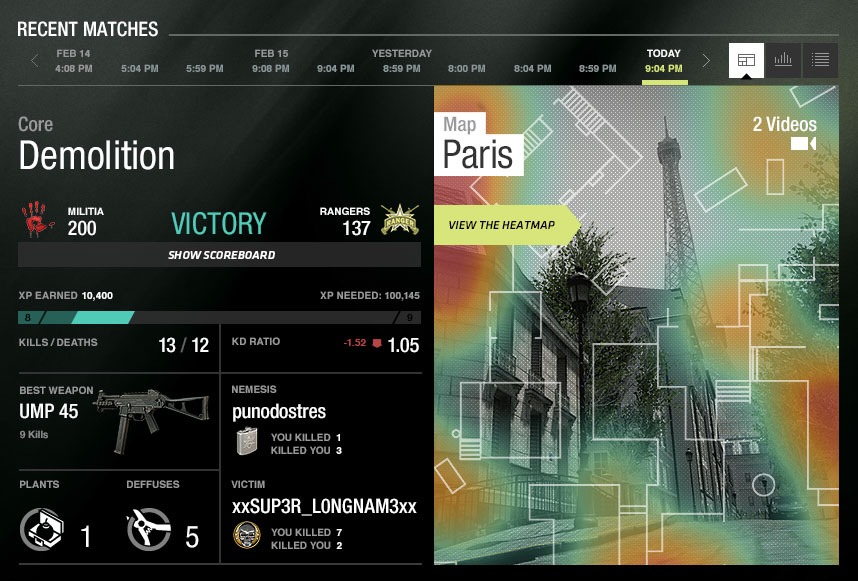 RECENT MATCHES
FEB 14 FEB 15 YESTERDAY TODAY
4:08 PM 5:04 PM 5:59 PM 9:08 PM 9:04 PM 8:59 PM 8:00 PM 8:04 PM 8:59 PM 9:04 PM
Core
Demolition
MILITIA
200
VICTORY
RANGERS
137
RANGER
SHOW SCOREBOARD
XP EARNED 10,400 XP NEEDED: 100,145
8 9
KILLS / DEATHS 13 / 12
KD RATIO -1.52 1.05
BEST WEAPON
UMP 45
9 Kills
NEMESIS
punodostres
YOU KILLED 1
KILLED YOU 3
PLANTS
1
DEFFUSES
5
VICTIM
xxSUP3R_L0NGNAM3xx
YOU KILLED 7
KILLED YOU 2
Map
Paris
2 Videos
VIEW THE HEATMAP